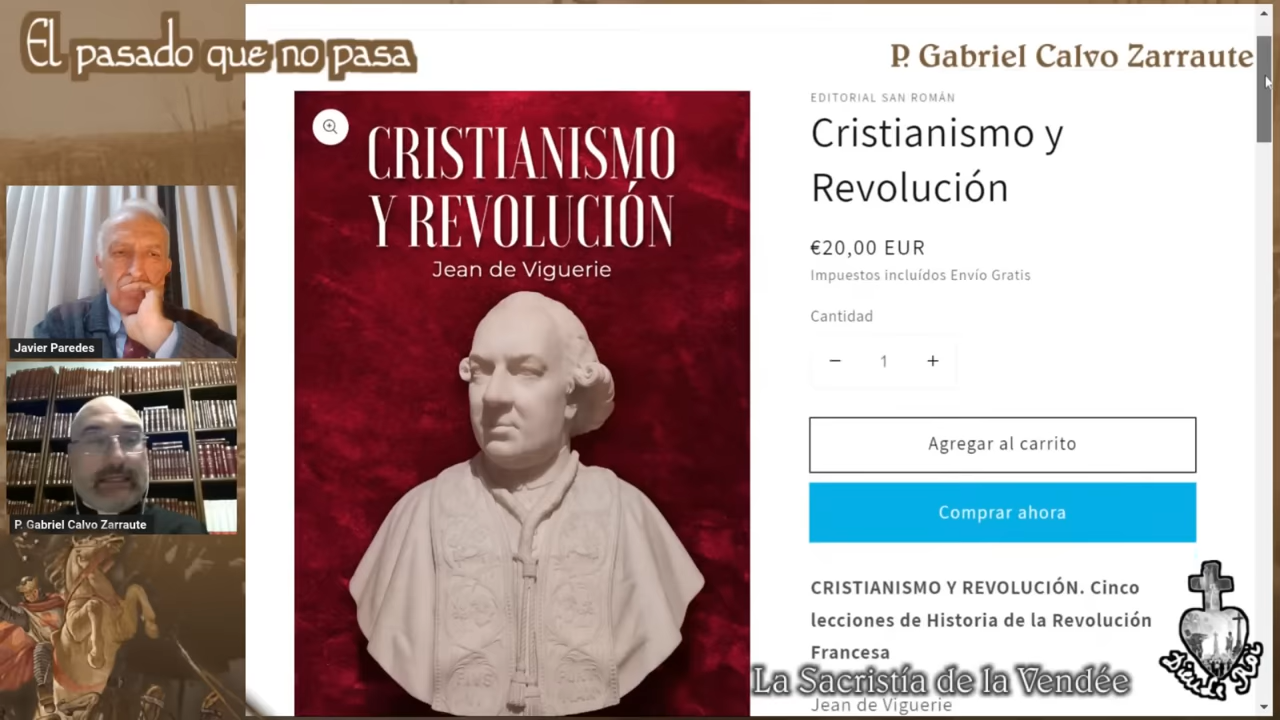 El pasado que no pasa
P. Gabriel Calvo Zarraute
Javier Paredes
P. Gabriel Calvo Zarraute
CRISTIANISMO
Y REVOLUCIÓN
Jean de Viguerie
EDITORIAL SAN ROMÁN
Cristianismo y
Revolución
€20,00 EUR
Impuestos incluídos Envío Gratis
Cantidad
− 1 +
Agregar al carrito
Comprar ahora
CRISTIANISMO Y REVOLUCIÓN. Cinco
lecciones de Historia de la Revolución
Francesa
Jean de Viguerie
La Sacristía de la Vendée